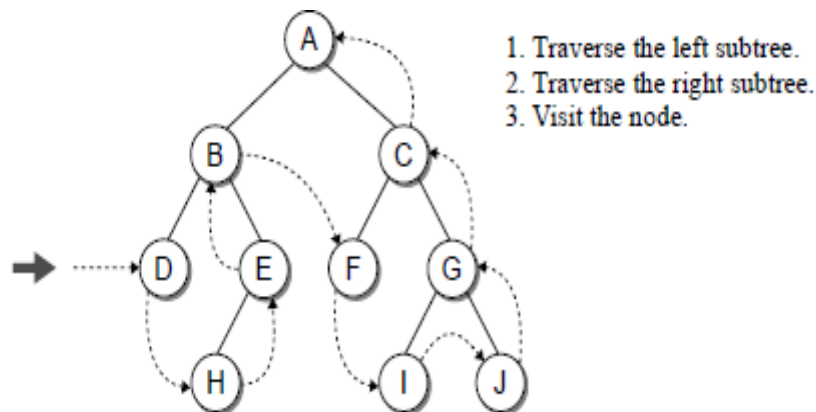 A
1. Traverse the left subtree.
2. Traverse the right subtree.
3. Visit the node.
B C
D E F G
H I J